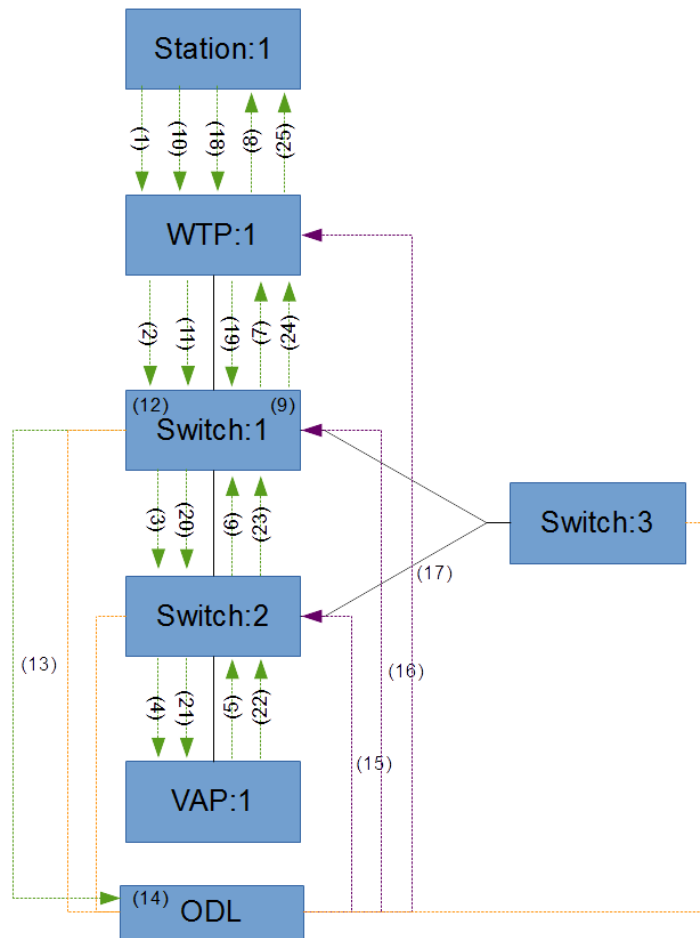 Station:1
(1) (10) (18) (8) (25)
WTP:1
(2) (11) (19) (7) (24)
(12) (9)
Switch:1
(3) (20) (6) (23)
Switch:3
(17)
Switch:2
(13) (16)
(4) (21) (5) (22)
(15)
VAP:1
(14) ODL